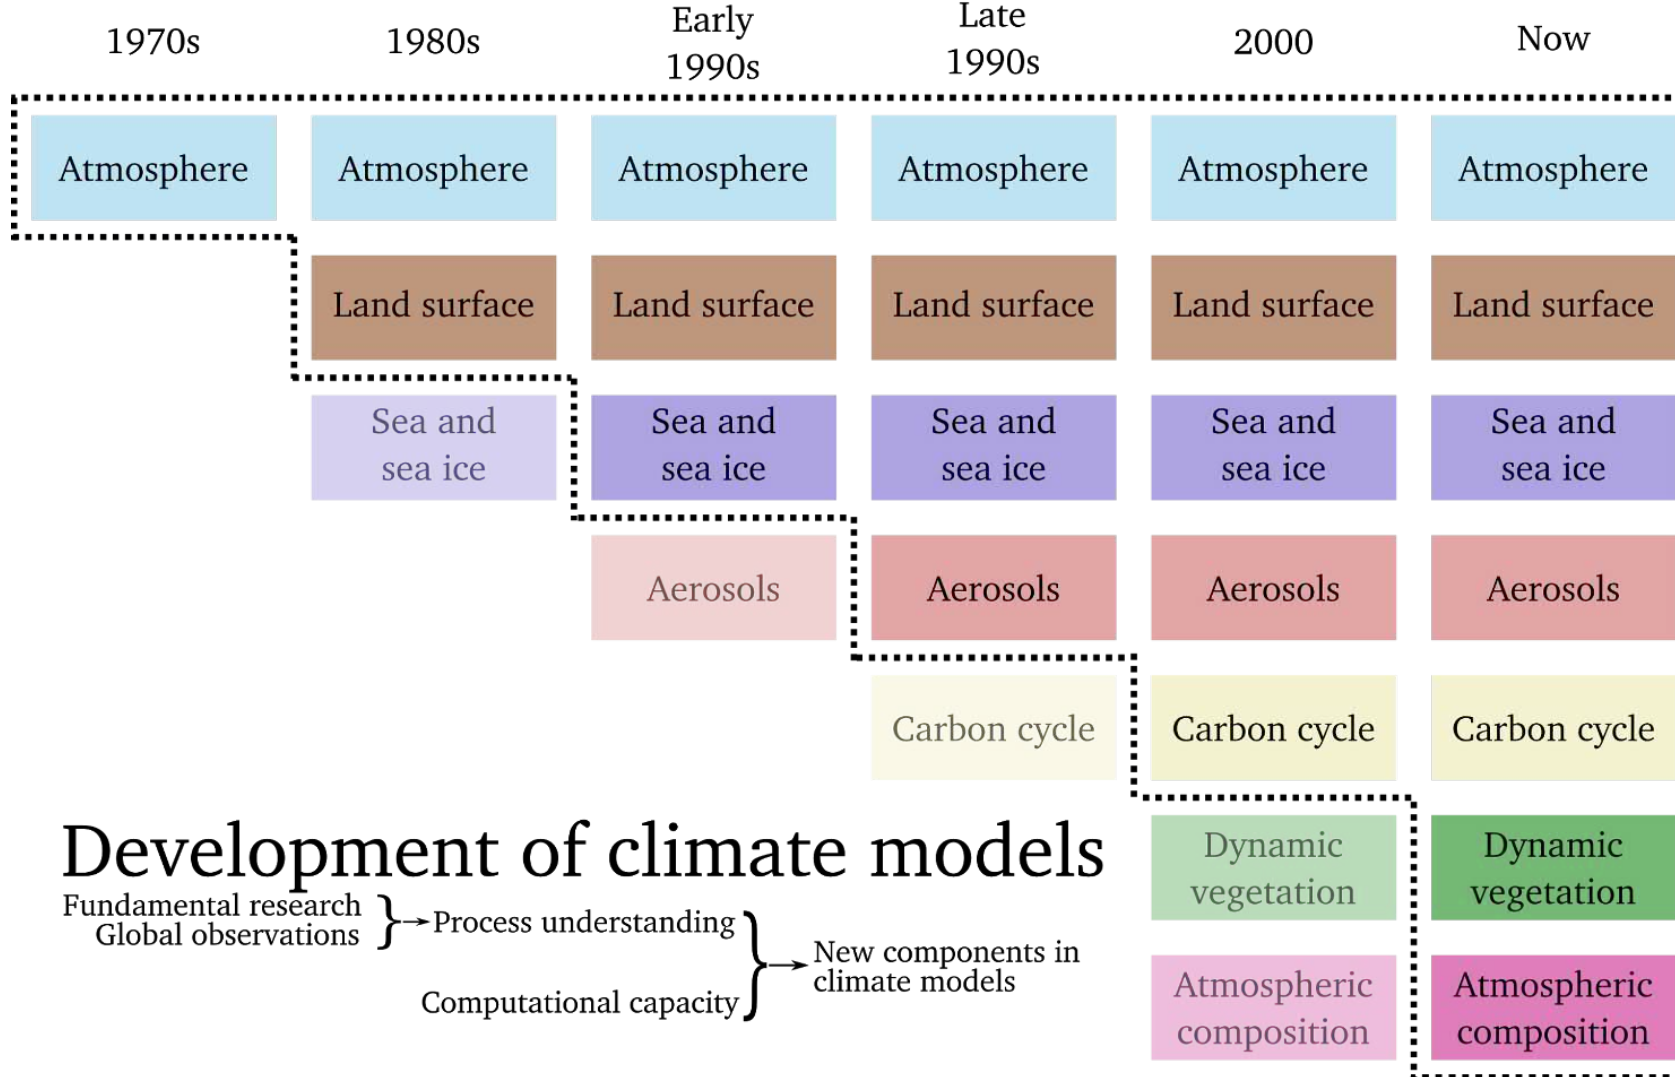 1970s
1980s
Early
1990s
Late
1990s
2000
Now
Atmosphere
Atmosphere
Atmosphere
Atmosphere
Atmosphere
Atmosphere
Land surface
Land surface
Land surface
Land surface
Land surface
Sea and
sea ice
Sea and
sea ice
Sea and
sea ice
Sea and
sea ice
Sea and
sea ice
Aerosols
Aerosols
Aerosols
Aerosols
Carbon cycle
Carbon cycle
Carbon cycle
Dynamic
vegetation
Dynamic
vegetation
Atmospheric
composition
Atmospheric
composition
Development of climate models
Fundamental research
Global observations
Process understanding
Computational capacity
New components in
climate models